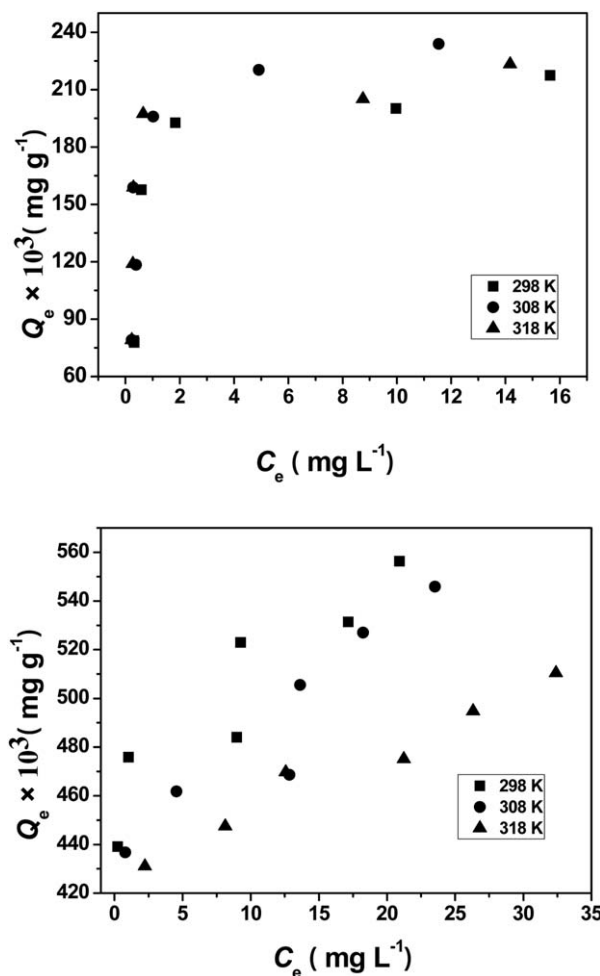 240
210
180
150
120
90
60
Qe × 10³( mg g⁻¹)
298 K
308 K
318 K
0 2 4 6 8 10 12 14 16
Ce ( mg L⁻¹)
560
540
520
500
480
460
440
420
Qe × 10³( mg g⁻¹)
298 K
308 K
318 K
0 5 10 15 20 25 30 35
Ce ( mg L⁻¹)